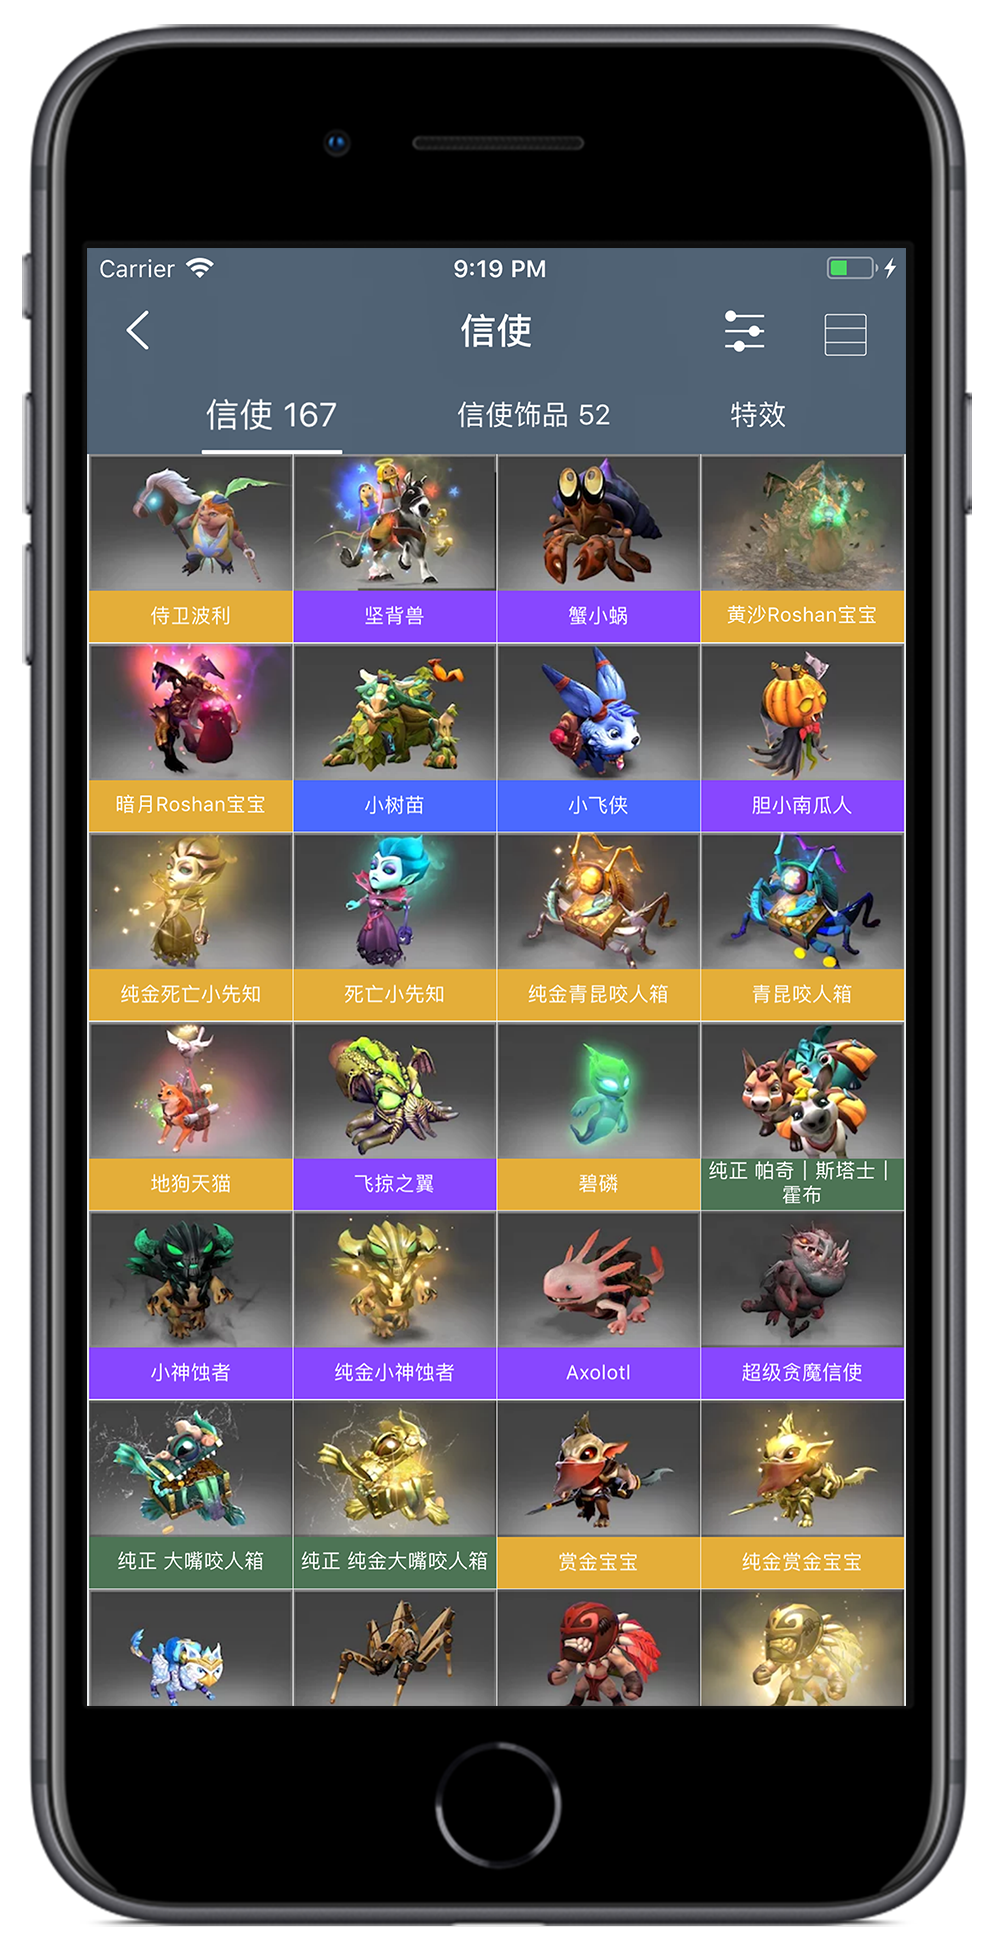 Carrier 9:19 PM
信使
信使 167 信使饰品 52 特效
侍卫波利 坚背兽 蟹小蜗 黄沙Roshan宝宝
暗月Roshan宝宝 小树苗 小飞侠 胆小南瓜人
纯金死亡小先知 死亡小先知 纯金青昆咬人箱 青昆咬人箱
地狗天猫 飞掠之翼 碧磷 纯正 帕奇 | 斯塔士 |
霍布
小神蚀者 纯金小神蚀者 Axolotl 超级贪魔信使
纯正 大嘴咬人箱 纯正 纯金大嘴咬人箱 赏金宝宝 纯金赏金宝宝